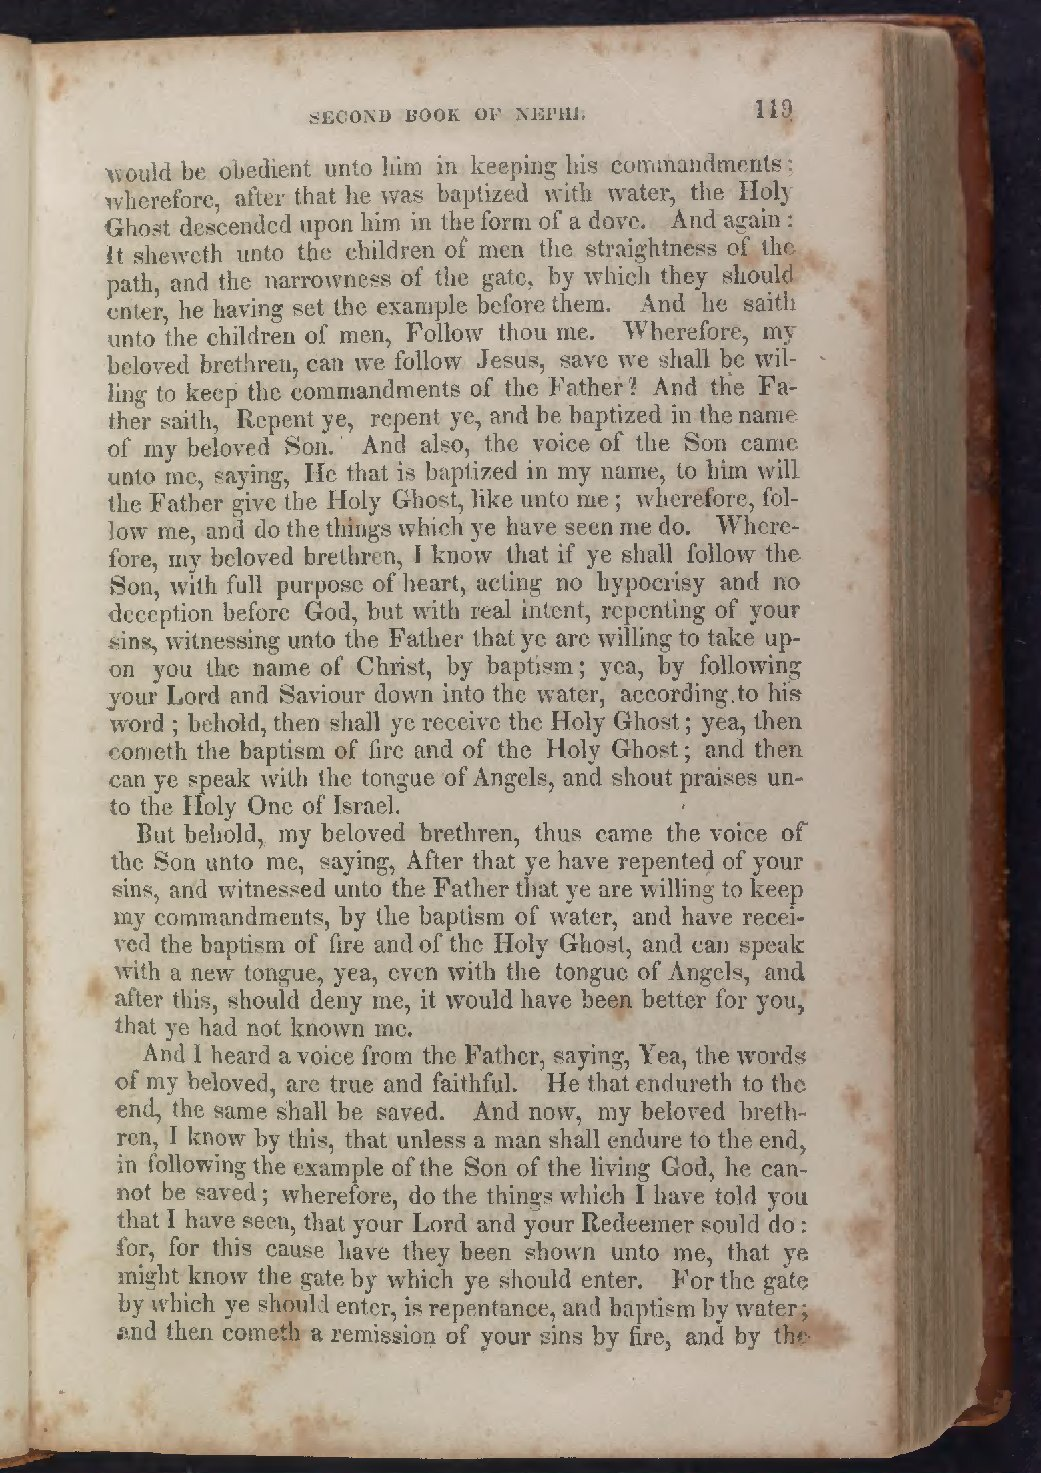 SECOND BOOK OF NEPHI. 119
would be obedient unto him in keeping his commandments;
wherefore, after that he was baptized with water, the Holy
Ghost descended upon him in the form of a dove. And again:
It sheweth unto the children of men the straightness of the
path, and the narrowness of the gate, by which they should
enter, he having set the example before them. And he saith
unto the children of men, Follow thou me. Wherefore, my
beloved brethren, can we follow Jesus, save we shall be wil-
ling to keep the commandments of the Father? And the Fa-
ther saith, Repent ye, repent ye, and be baptized in the name
of my beloved Son. And also, the voice of the Son came
unto me, saying, He that is baptized in my name, to him will
the Father give the Holy Ghost, like unto me; wherefore, fol-
low me, and do the things which ye have seen me do. Where-
fore, my beloved brethren, I know that if ye shall follow the
Son, with full purpose of heart, acting no hypocrisy and no
deception before God, but with real intent, repenting of your
sins, witnessing unto the Father that ye are willing to take up-
on you the name of Christ, by baptism; yea, by following
your Lord and Saviour down into the water, according to his
word; behold, then shall ye receive the Holy Ghost; yea, then
cometh the baptism of fire and of the Holy Ghost; and then
can ye speak with the tongue of Angels, and shout praises un-
to the Holy One of Israel.
But behold, my beloved brethren, thus came the voice of
the Son unto me, saying, After that ye have repented of your
sins, and witnessed unto the Father that ye are willing to keep
my commandments, by the baptism of water, and have recei-
ved the baptism of fire and of the Holy Ghost, and can speak
with a new tongue, yea, even with the tongue of Angels, and
after this, should deny me, it would have been better for you,
that ye had not known me.
And I heard a voice from the Father, saying, Yea, the words
of my beloved, are true and faithful. He that endureth to the
end, the same shall be saved. And now, my beloved breth-
ren, I know by this, that unless a man shall endure to the end,
in following the example of the Son of the living God, he can-
not be saved; wherefore, do the things which I have told you
that I have seen, that your Lord and your Redeemer sould do:
for, for this cause have they been shown unto me, that ye
might know the gate by which ye should enter. For the gate
by which ye should enter, is repentance, and baptism by water;
and then cometh a remission of your sins by fire, and by the